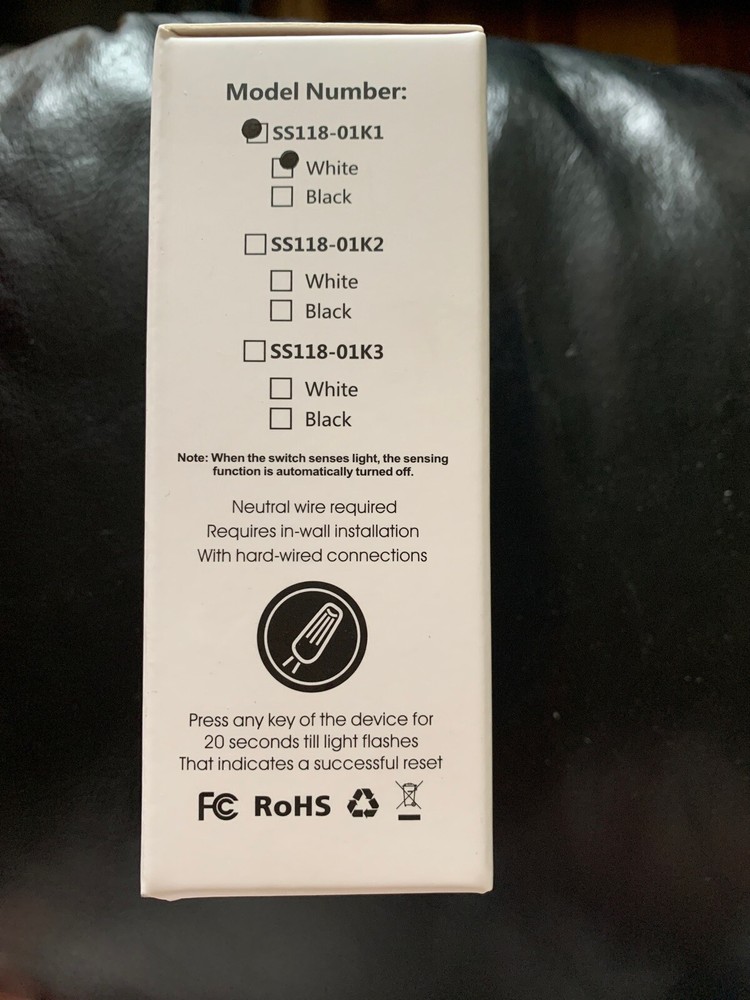 Model Number:
SS118-01K1
White
Black
SS118-01K2
White
Black
SS118-01K3
White
Black
Note: When the switch senses light, the sensing
function is automatically turned off.
Neutral wire required
Requires in-wall installation
With hard-wired connections
Press any key of the device for
20 seconds till light flashes
That indicates a successful reset
FC RoHS